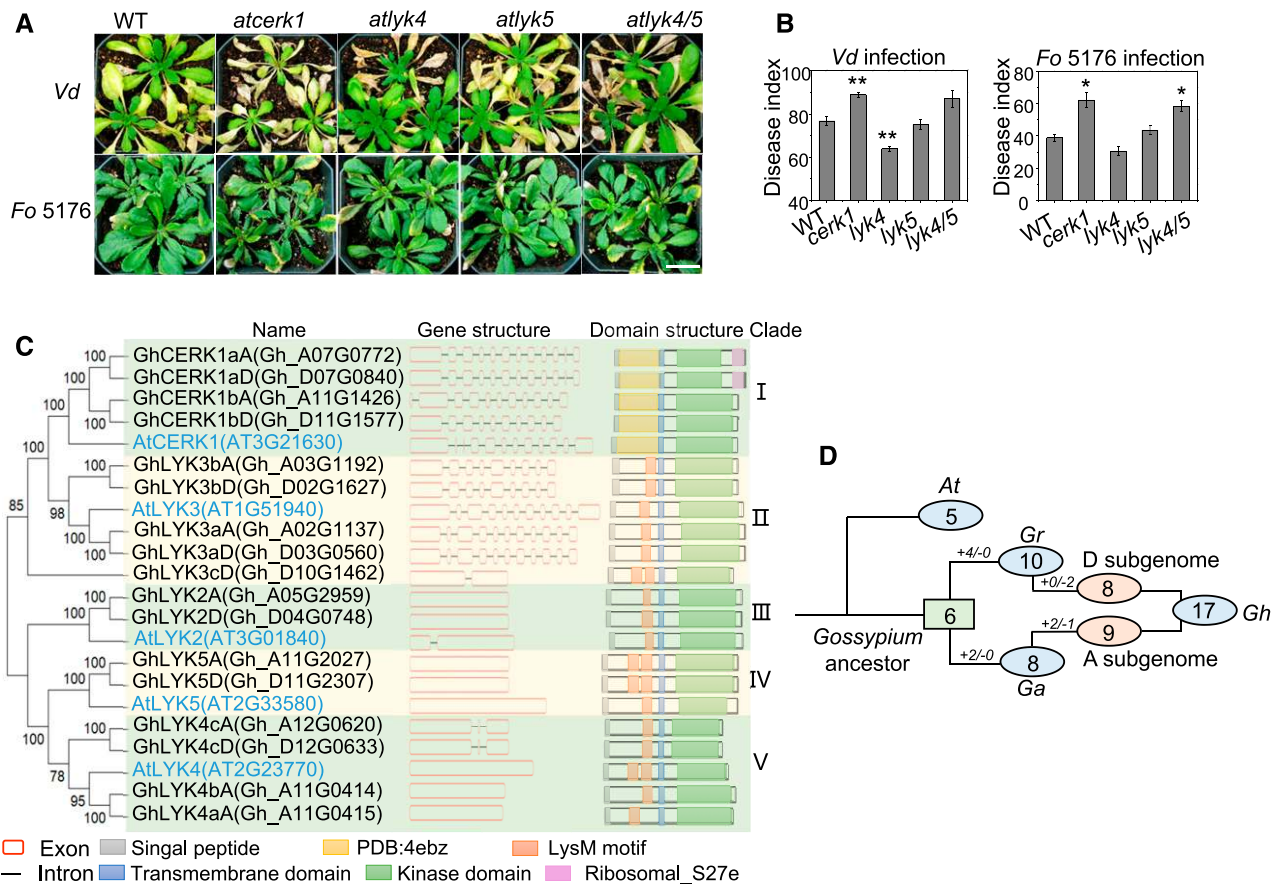 A
WT atcerk1 atlyk4 atlyk5 atlyk4/5
Vd
Fo 5176
B
Vd infection
Disease index
100
80
60
40
** **
WT cerk1 lyk4 lyk5 lyk4/5
Fo 5176 infection
Disease index
80
60
40
20
0
* *
WT cerk1 lyk4 lyk5 lyk4/5
C
Name Gene structure Domain structure Clade
GhCERK1aA(Gh_A07G0772)
GhCERK1aD(Gh_D07G0840)
GhCERK1bA(Gh_A11G1426)
GhCERK1bD(Gh_D11G1577)
AtCERK1(AT3G21630)
GhLYK3bA(Gh_A03G1192)
GhLYK3bD(Gh_D02G1627)
AtLYK3(AT1G51940)
GhLYK3aA(Gh_A02G1137)
GhLYK3aD(Gh_D03G0560)
GhLYK3cD(Gh_D10G1462)
GhLYK2A(Gh_A05G2959)
GhLYK2D(Gh_D04G0748)
AtLYK2(AT3G01840)
GhLYK5A(Gh_A11G2027)
GhLYK5D(Gh_D11G2307)
AtLYK5(AT2G33580)
GhLYK4cA(Gh_A12G0620)
GhLYK4cD(Gh_D12G0633)
AtLYK4(AT2G23770)
GhLYK4bA(Gh_A11G0414)
GhLYK4aA(Gh_A11G0415)
I
II
III
IV
V
100
100
100
100
100
100
85
98
100
100
100
100
100
100
78
95
100
Exon Singal peptide PDB:4ebz LysM motif
Intron Transmembrane domain Kinase domain Ribosomal_S27e
D
At
5
Gr
10
+4/-0
+0/-2
D subgenome
8
6
17
Gh
Gossypium
ancestor
+2/-1
9
A subgenome
+2/-0
8
Ga